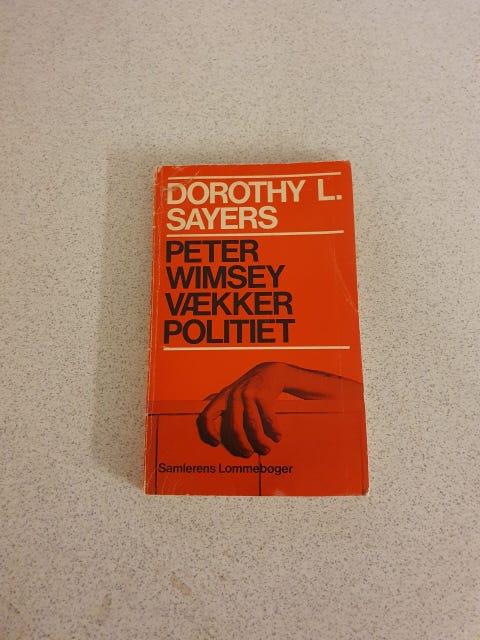 DOROTHY L.
SAYERS
PETER
WIMSEY
VÆKKER
POLITIET
Samlerens Lommebøger